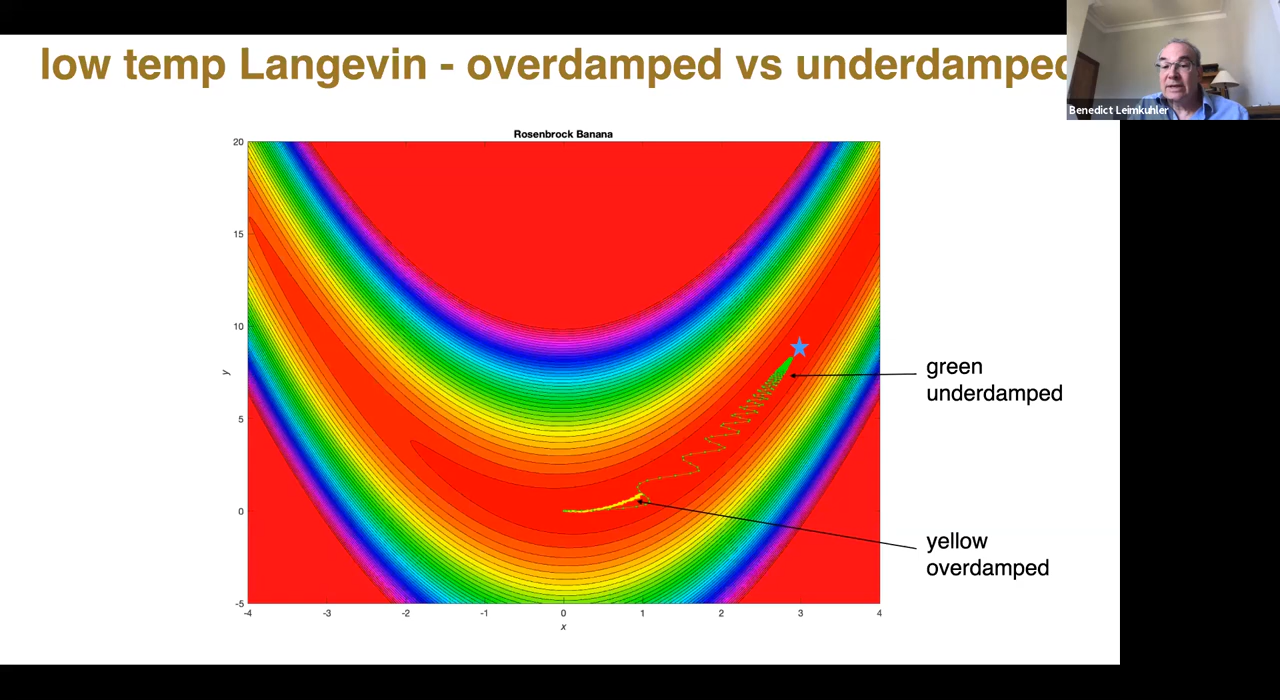 low temp Langevin - overdamped vs underdamped
Benedict Leimkuhler
Rosenbrock Banana
20
15
10
5
0
-5
y
-4 -3 -2 -1 0 1 2 3 4
x
green
underdamped
yellow
overdamped